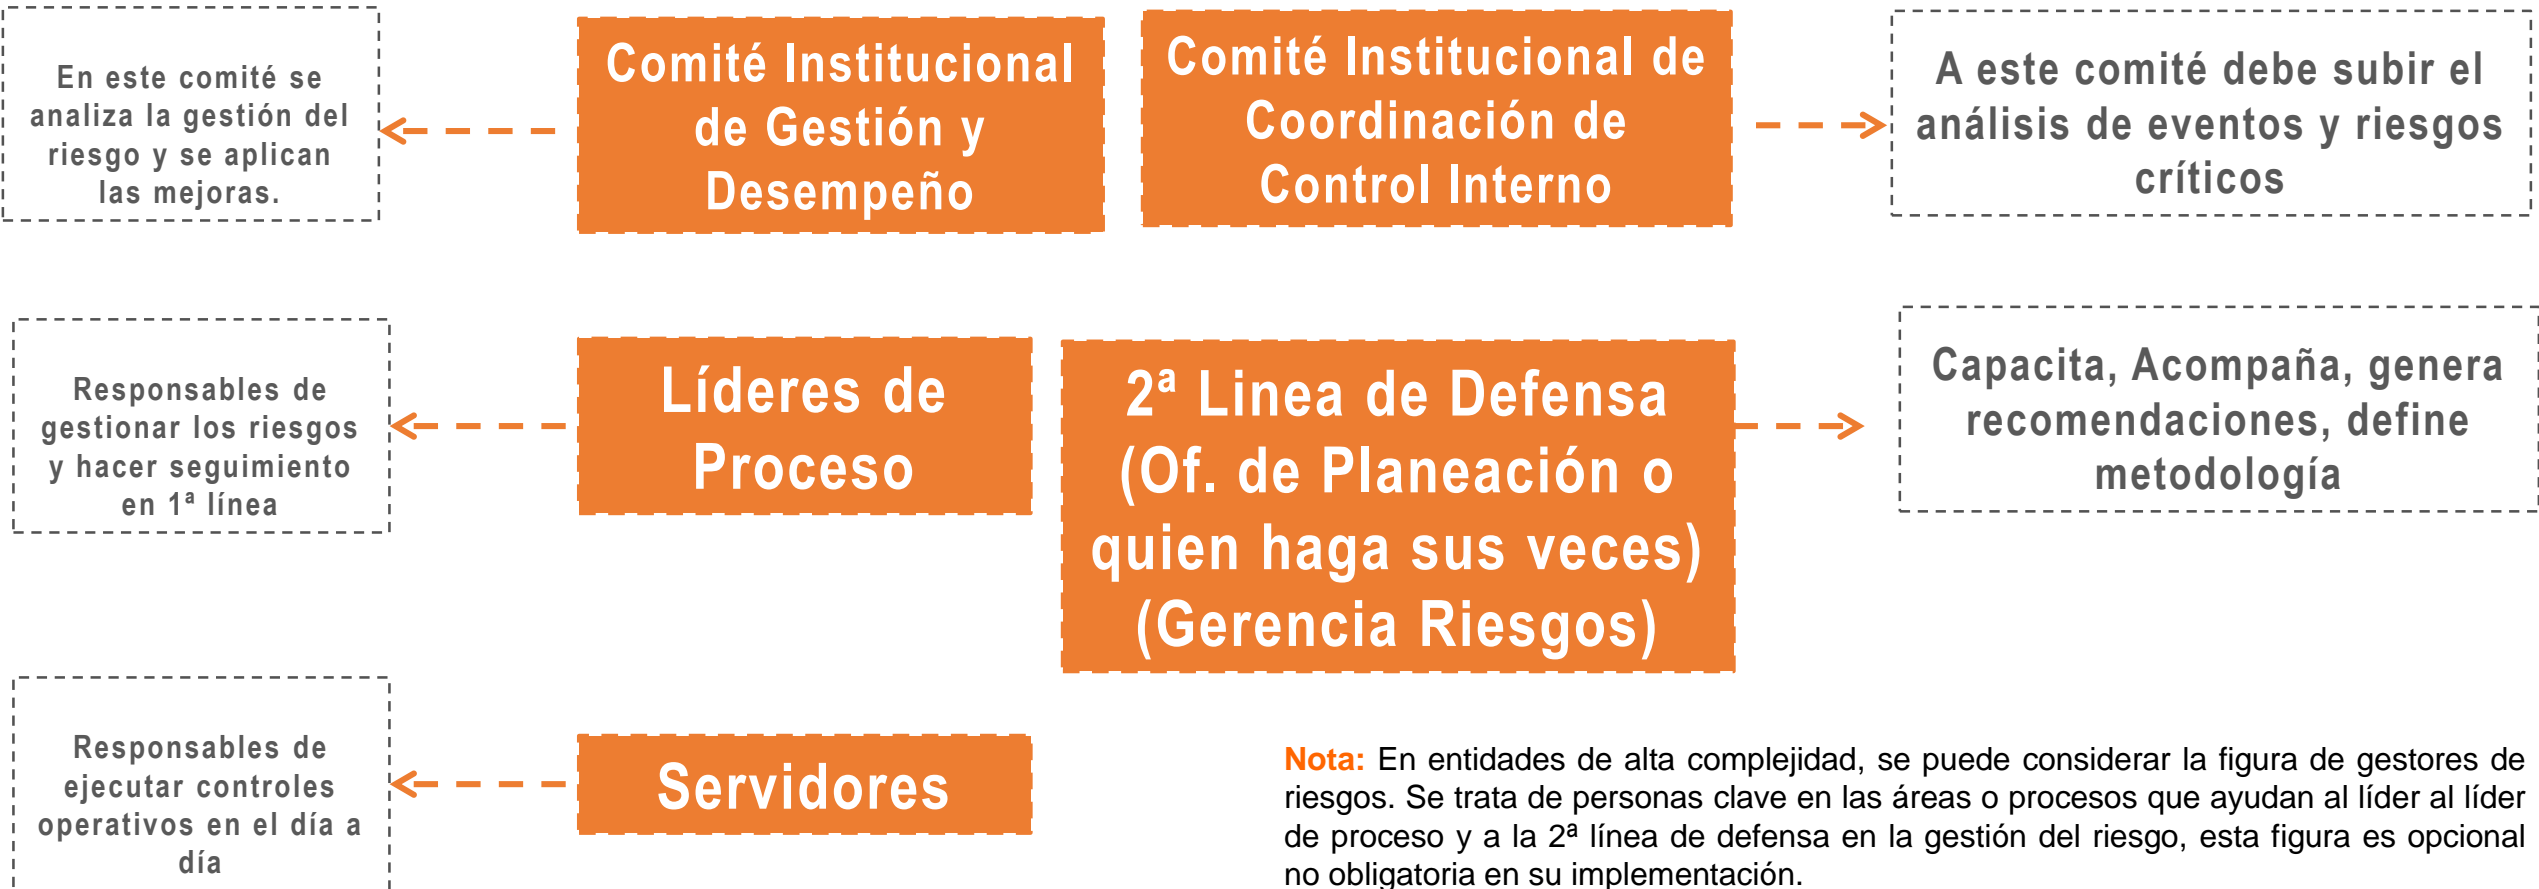 En este comité se
analiza la gestión del
riesgo y se aplican
las mejoras.
Comité Institucional
de Gestión y
Desempeño
Comité Institucional de
Coordinación de
Control Interno
A este comité debe subir el
análisis de eventos y riesgos
críticos
Responsables de
gestionar los riesgos
y hacer seguimiento
en 1ª línea
Líderes de
Proceso
2ª Linea de Defensa
(Of. de Planeación o
quien haga sus veces)
(Gerencia Riesgos)
Capacita, Acompaña, genera
recomendaciones, define
metodología
Responsables de
ejecutar controles
operativos en el día a
día
Servidores
Nota: En entidades de alta complejidad, se puede considerar la figura de gestores de
riesgos. Se trata de personas clave en las áreas o procesos que ayudan al líder al líder
de proceso y a la 2ª línea de defensa en la gestión del riesgo, esta figura es opcional
no obligatoria en su implementación.